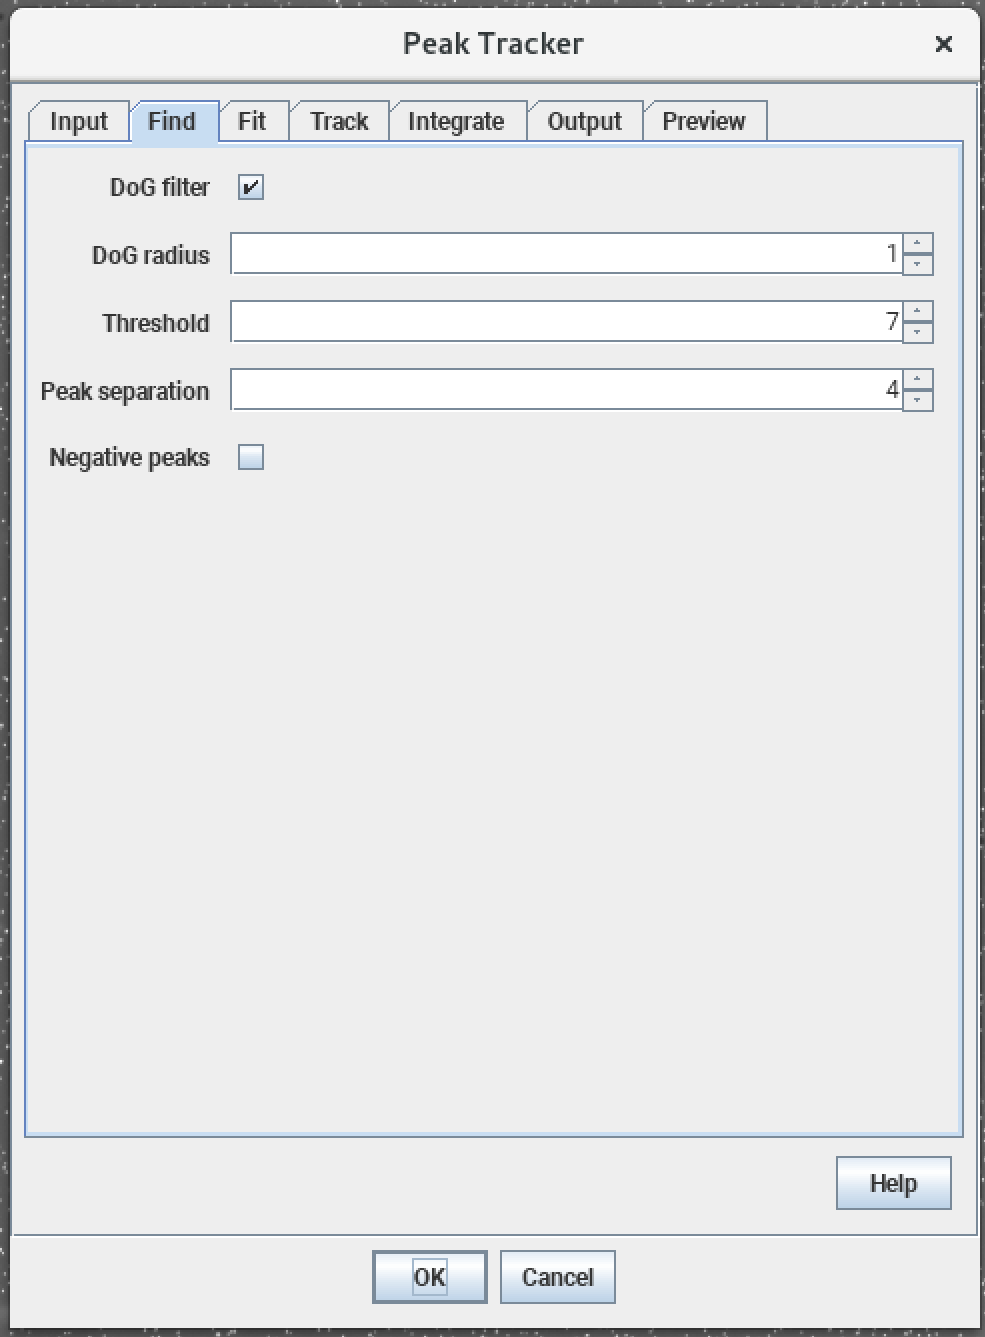 Peak Tracker
Input Find Fit Track Integrate Output Preview
DoG filter
DoG radius 1
Threshold 7
Peak separation 4
Negative peaks
Help
OK Cancel